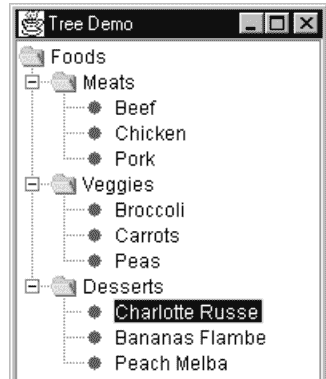 Tree Demo
Foods
Meats
Beef
Chicken
Pork
Veggies
Broccoli
Carrots
Peas
Desserts
Charlotte Russe
Bananas Flambe
Peach Melba